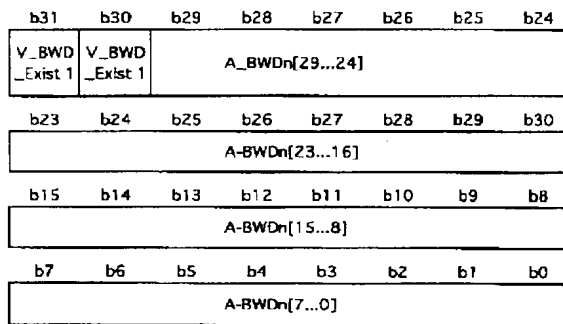 b31 b30 b29 b28 b27 b26 b25 b24
V_BWD _Exist 1 V_BWD _Exist 1 A_BWDn[29...24]
b23 b24 b25 b26 b27 b28 b29 b30
A-BWDn[23...16]
b15 b14 b13 b12 b11 b10 b9 b8
A-BWDn[15...8]
b7 b6 b5 b4 b3 b2 b1 b0
A-BWDn[7...0]